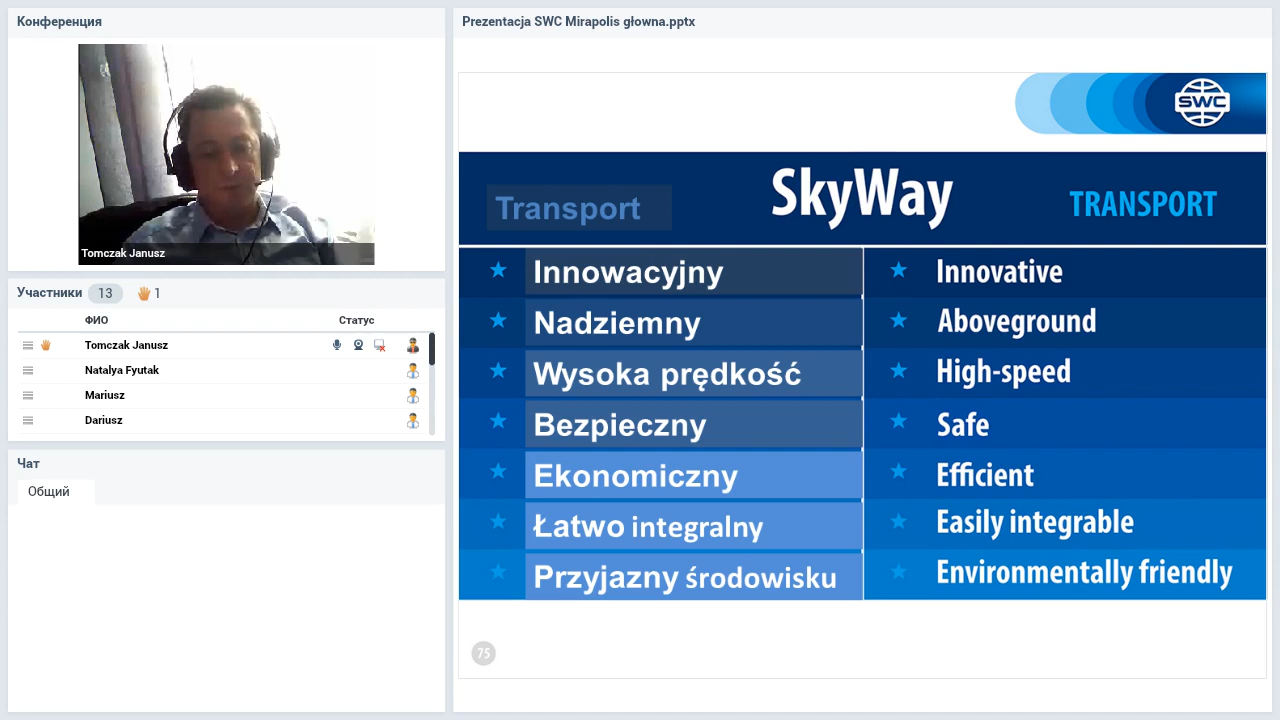 Конференция
Tomczak Janusz
Участники 13 1
ФИО Статус
Tomczak Janusz
Natalya Fyutak
Mariusz
Dariusz
Чат
Общий
Prezentacja SWC Mirapolis głowna.pptx
SWC
Transport SkyWay TRANSPORT
Innowacyjny Innovative
Nadziemny Aboveground
Wysoka prędkość High-speed
Bezpieczny Safe
Ekonomiczny Efficient
Łatwo integralny Easily integrable
Przyjazny środowisku Environmentally friendly
75